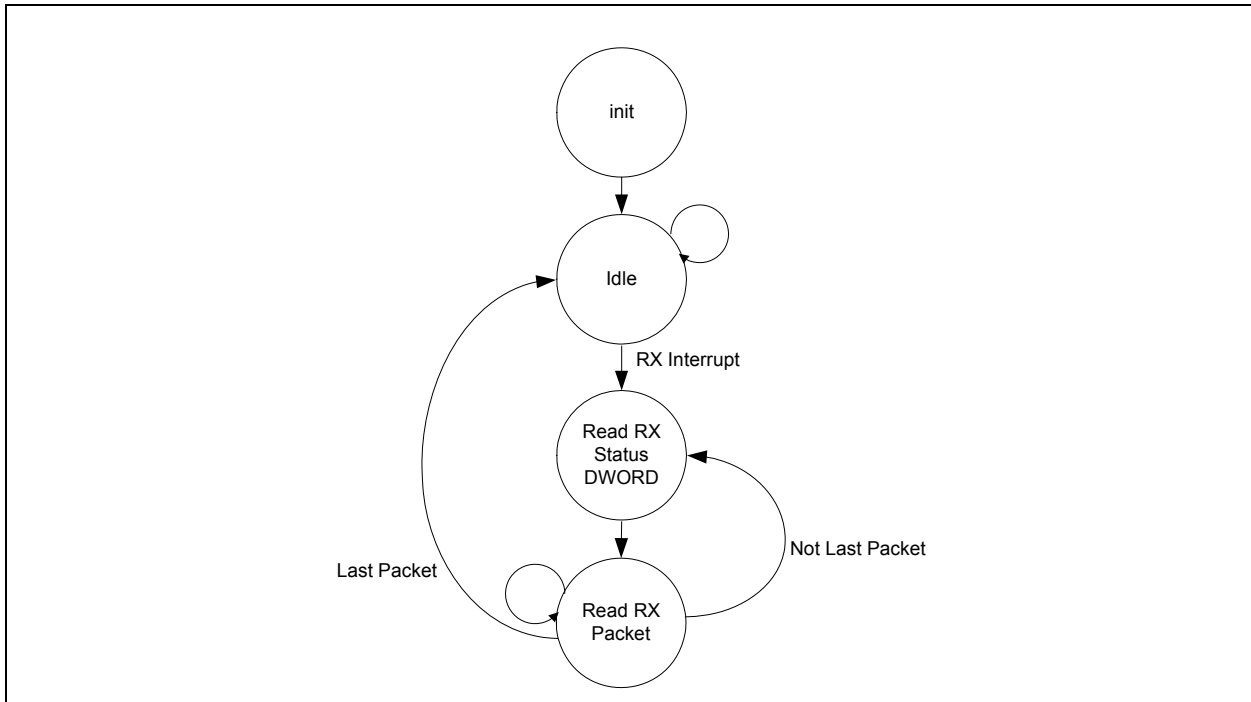 init
Idle
RX Interrupt
Read RX
Status
DWORD
Not Last Packet
Last Packet
Read RX
Packet